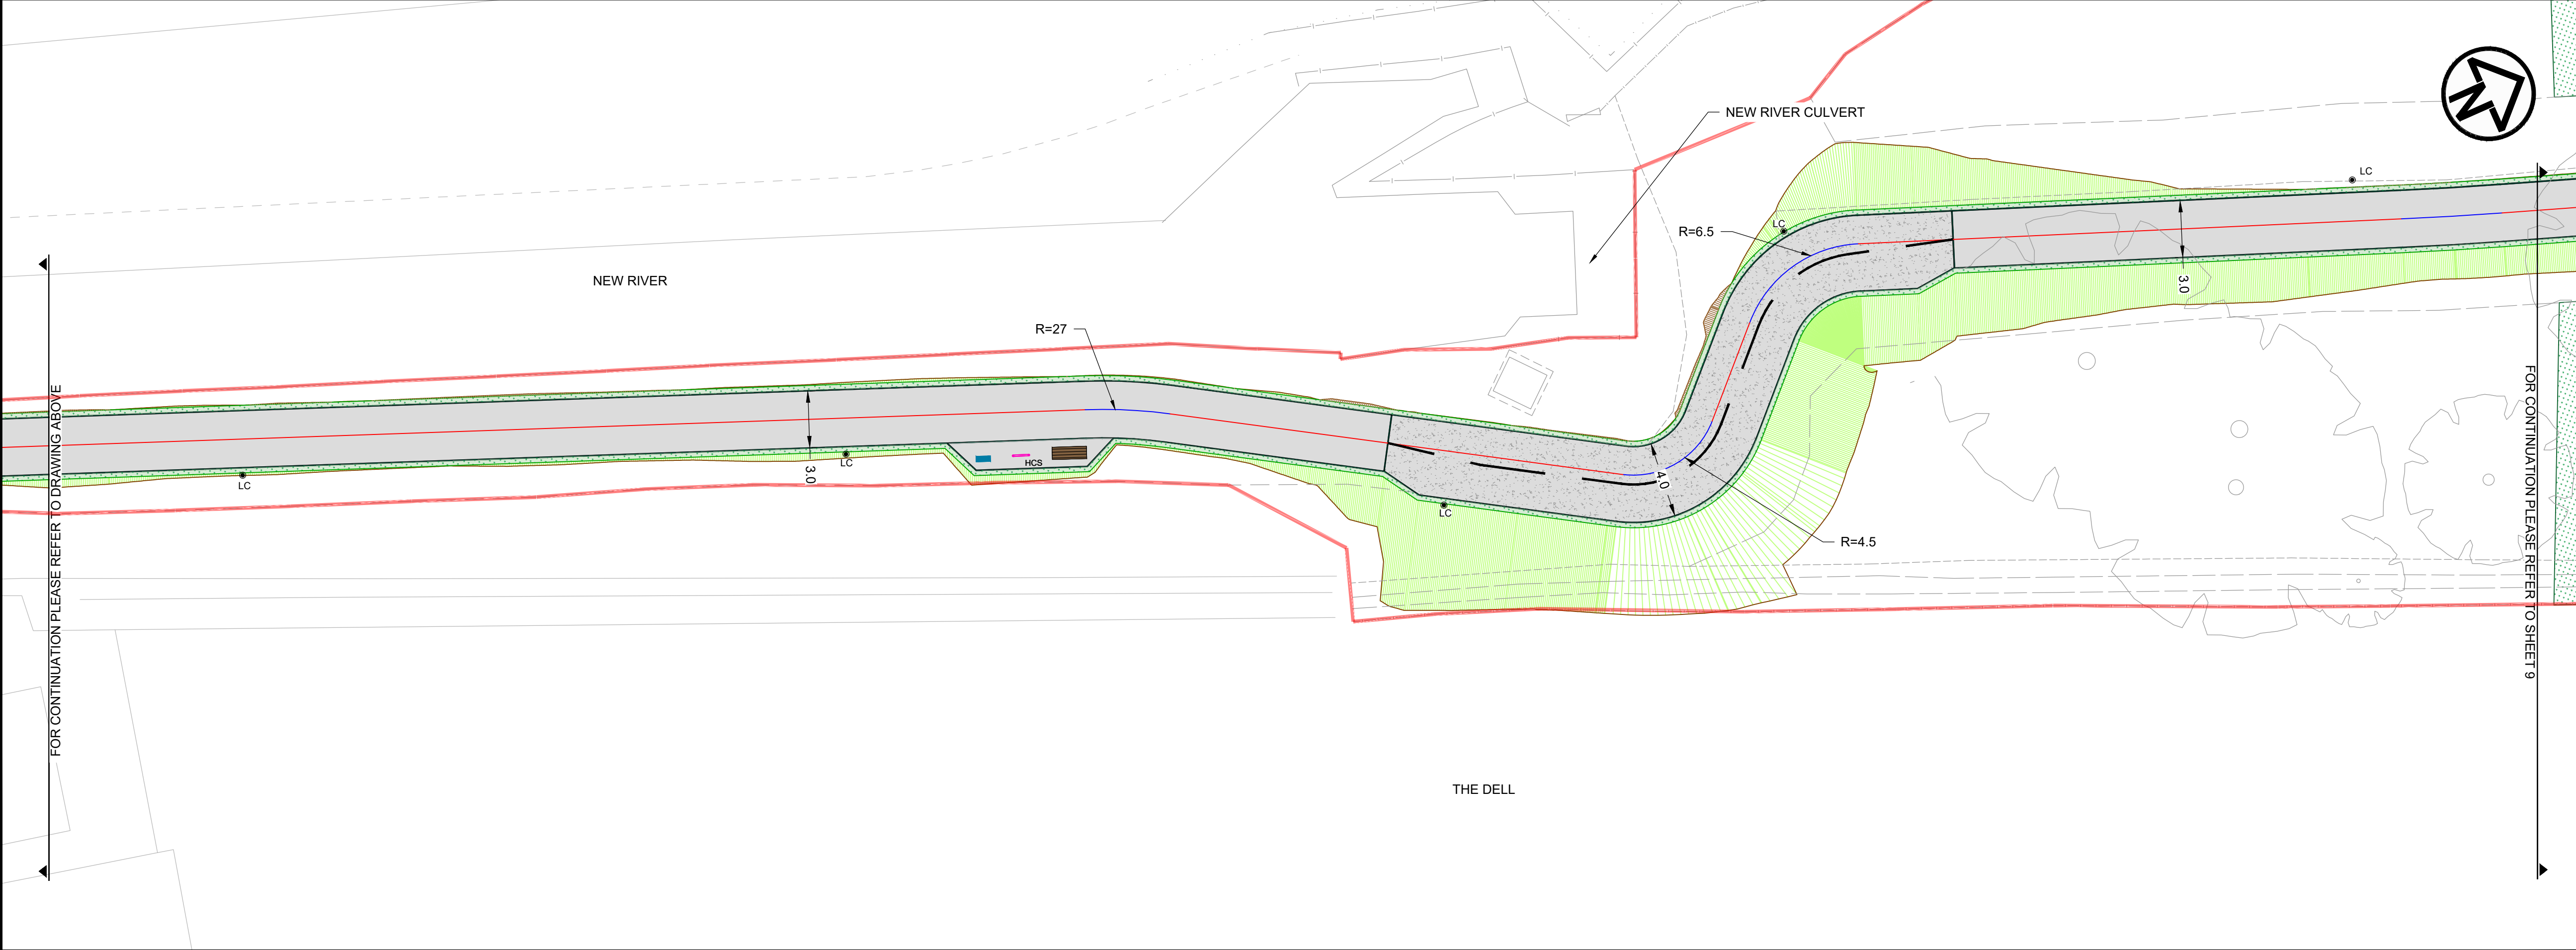 N
NEW RIVER CULVERT
LC
LC
R=6.5
NEW RIVER
3.0
R=27
FOR CONTINUATION PLEASE REFER TO DRAWING ABOVE
FOR CONTINUATION PLEASE REFER TO SHEET 9
3.0
LC
HCS
4.0
LC
LC
R=4.5
THE DELL